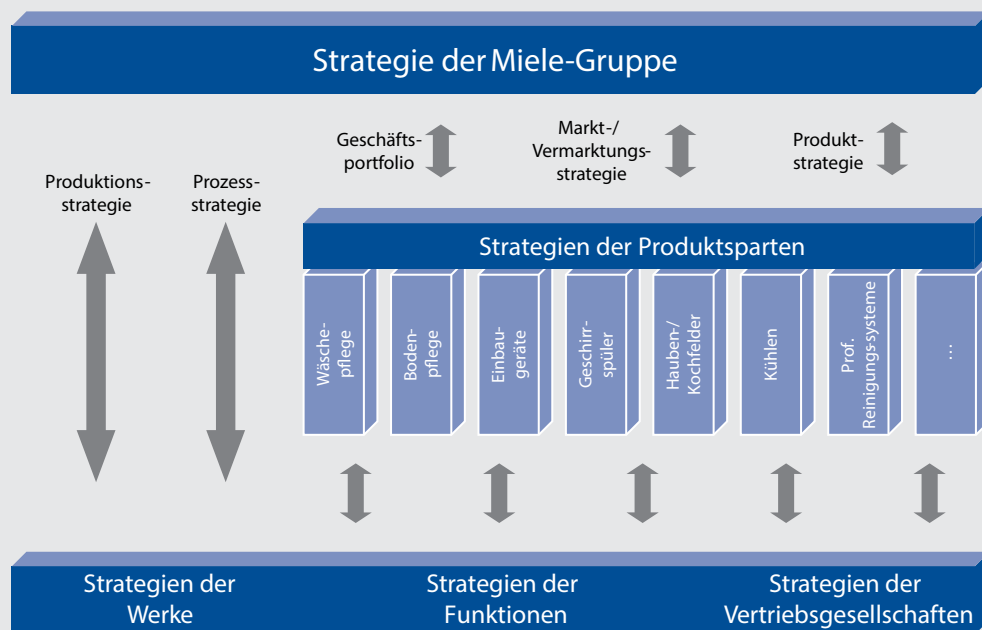 Strategie der Miele-Gruppe
Geschäfts-
portfolio
Markt-/
Vermarktungs-
strategie
Produkt-
strategie
Produktions-
strategie
Prozess-
strategie
Strategien der Produktsparten
Wäsche-
pflege
Boden-
pflege
Einbau-
geräte
Geschirr-
spüler
Hauben-/
Kochfelder
Kühlen
Prof.
Reinigungs-systeme
...
Strategien der
Werke
Strategien der
Funktionen
Strategien der
Vertriebsgesellschaften